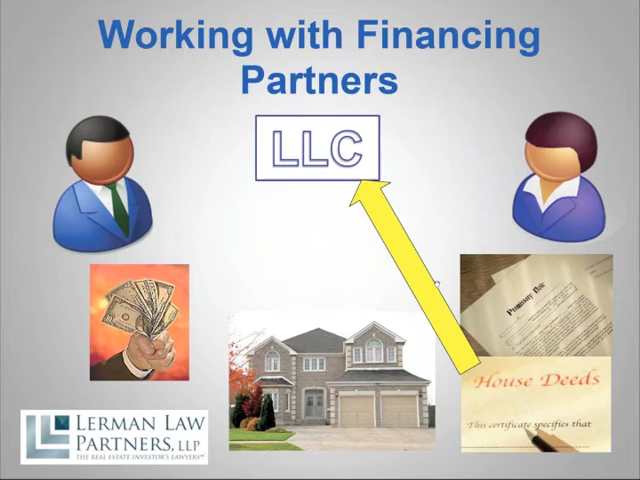 Working with Financing
Partners
LLC
Promissory Note
House Deeds
This certificate specifies that
LERMAN LAW
PARTNERS, LLP
THE REAL ESTATE INVESTOR'S LAWYERS™